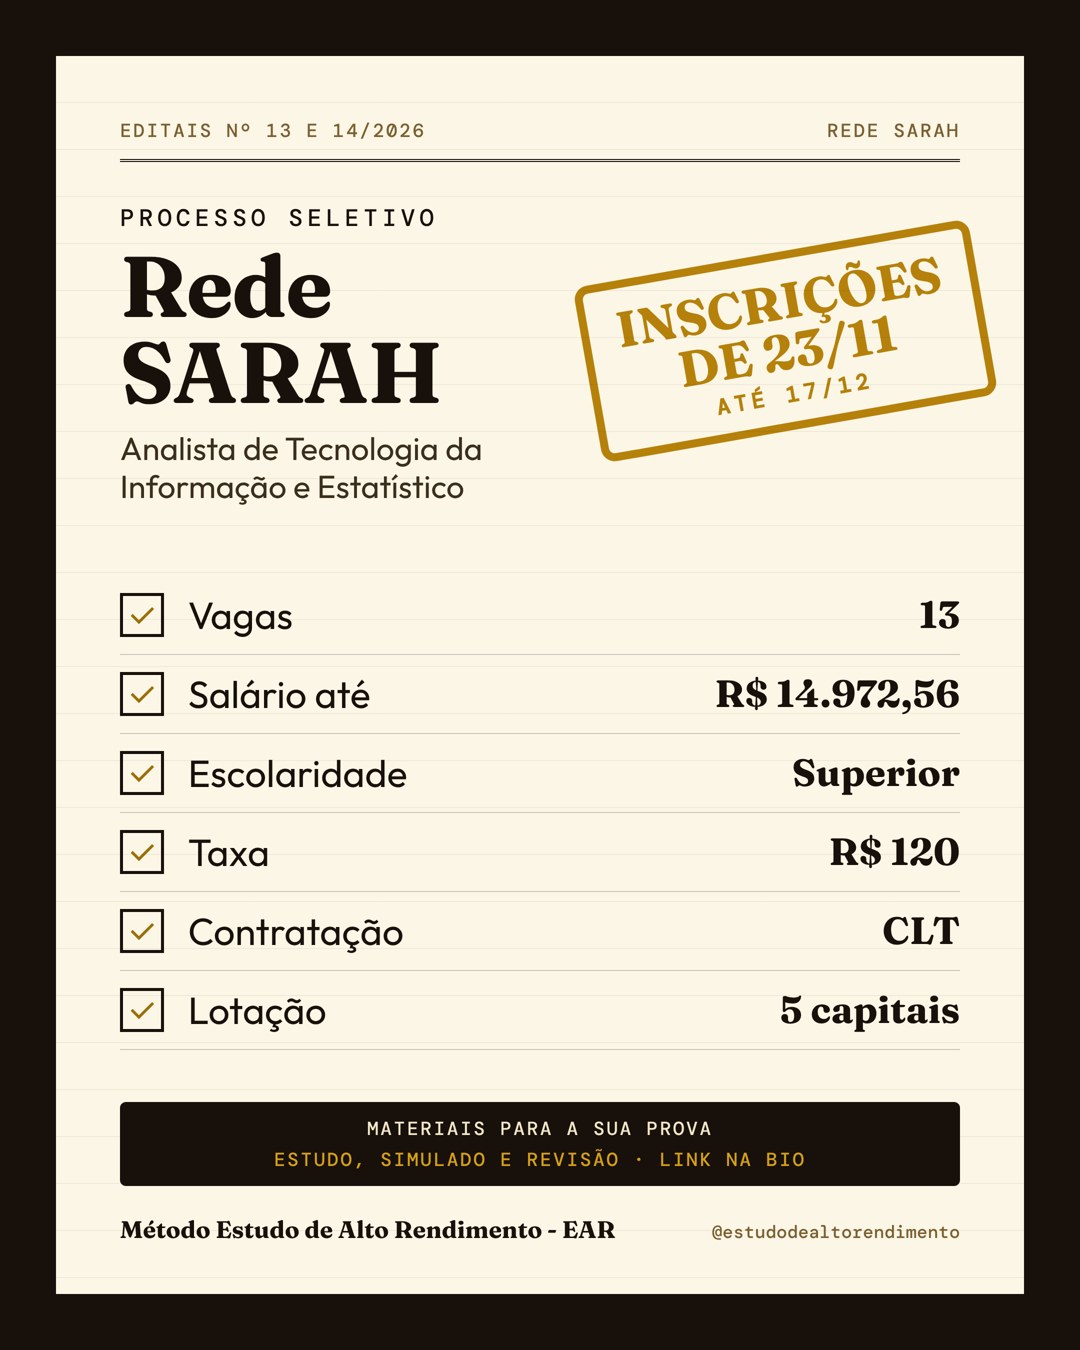 EDITAIS Nº 13 E 14/2026
REDE SARAH
PROCESSO SELETIVO
Rede
SARAH
Analista de Tecnologia da
Informação e Estatístico
INSCRIÇÕES
DE 23/11
ATÉ 17/12
Vagas 13
Salário até R$ 14.972,56
Escolaridade Superior
Taxa R$ 120
Contratação CLT
Lotação 5 capitais
MATERIAIS PARA A SUA PROVA
ESTUDO, SIMULADO E REVISÃO · LINK NA BIO
Método Estudo de Alto Rendimento - EAR
@estudodealtorendimento